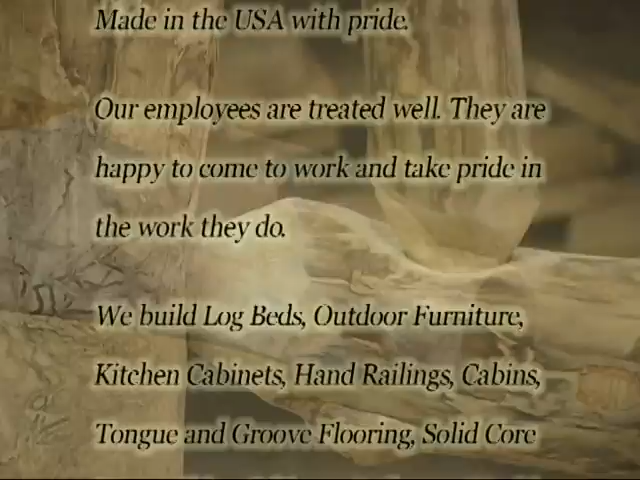 Made in the USA with pride.
Our employees are treated well. They are
happy to come to work and take pride in
the work they do.
We build Log Beds, Outdoor Furniture,
Kitchen Cabinets, Hand Railings, Cabins,
Tongue and Groove Flooring, Solid Core